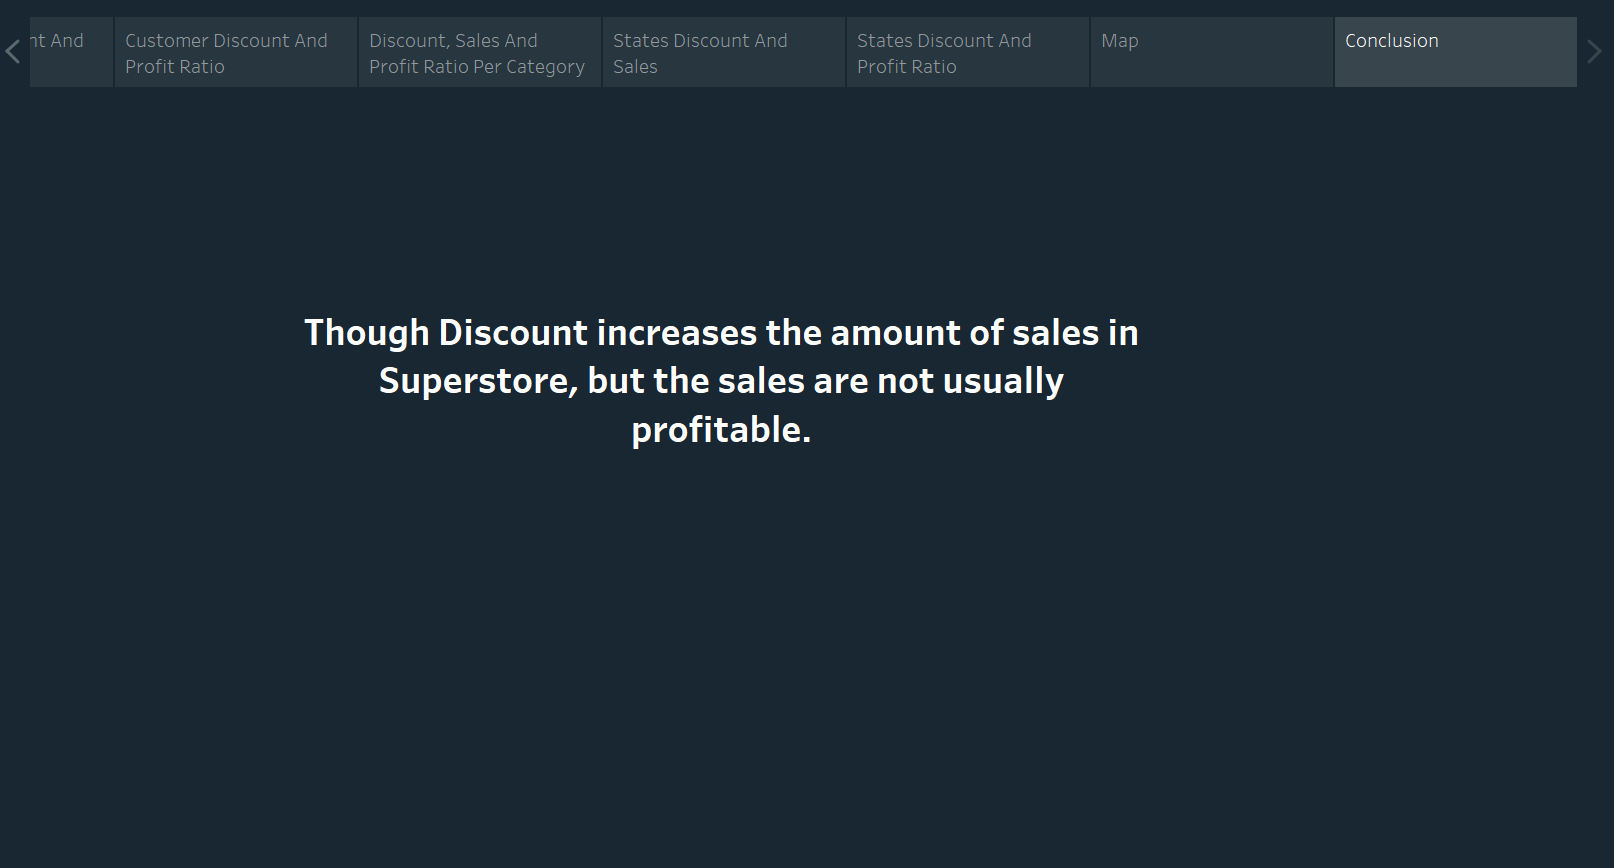 nt And
Customer Discount And
Profit Ratio
Discount, Sales And
Profit Ratio Per Category
States Discount And
Sales
States Discount And
Profit Ratio
Map
Conclusion
Though Discount increases the amount of sales in
Superstore, but the sales are not usually
profitable.